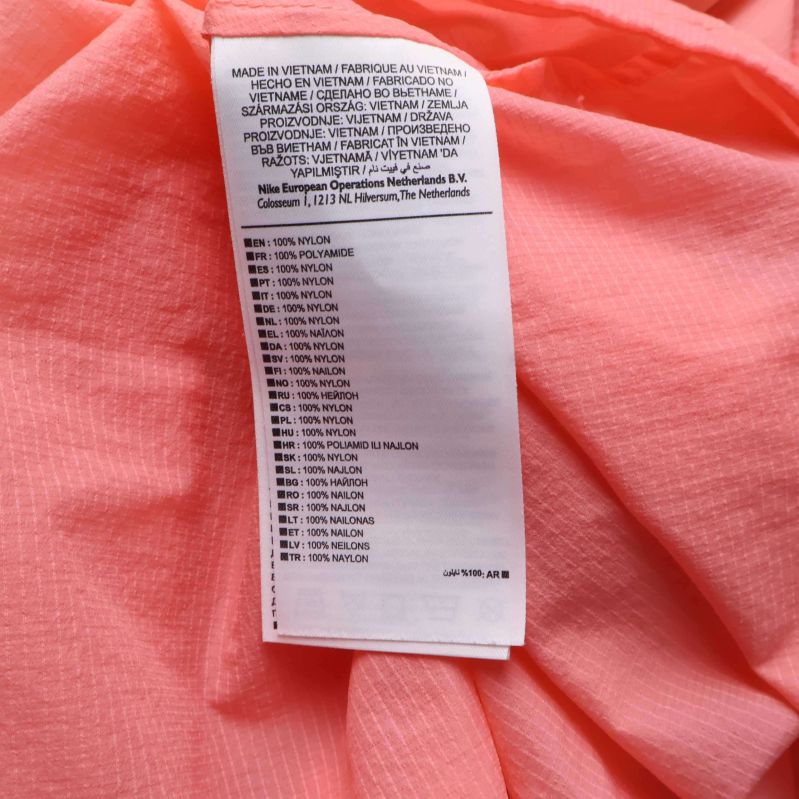 MADE IN VIETNAM / FABRIQUE AU VIETNAM /
HECHO EN VIETNAM / FABRICADO NO
VIETNAME / СДЕЛАНО ВО ВЬЕТНАМЕ /
SZÁRMAZÁSI ORSZÁG: VIETNAM / ZEMLJA
PROIZVODNJE: VIJETNAM / DRŽAVA
PROIZVODNJE: VIETNAM / ПРОИЗВЕДЕНО
ВЪВ ВИЕТНАМ / FABRICAT ÎN VIETNAM /
RAŽOTS: VJETNAMĀ / VİYETNAM 'DA
YAPILMIŞTIR / صنع في فييت نام
Nike European Operations Netherlands B.V.
Colosseum 1, 1213 NL Hilversum, The Netherlands
EN : 100% NYLON
FR : 100% POLYAMIDE
ES : 100% NYLON
PT : 100% NYLON
IT : 100% NYLON
DE : 100% NYLON
NL : 100% NYLON
EL : 100% ΝΑΪΛΟΝ
DA : 100% NYLON
SV : 100% NYLON
FI : 100% NAILON
NO : 100% NYLON
RU : 100% НЕЙЛОН
CS : 100% NYLON
PL : 100% NYLON
HU : 100% NYLON
HR : 100% POLIAMID ILI NAJLON
SK : 100% NYLON
SL : 100% NAJLON
BG : 100% НАЙЛОН
RO : 100% NAILON
SR : 100% NAJLON
LT : 100% NAILONAS
ET : 100% NAILON
LV : 100% NEILONS
TR : 100% NAYLON
AR : 100% نايلون